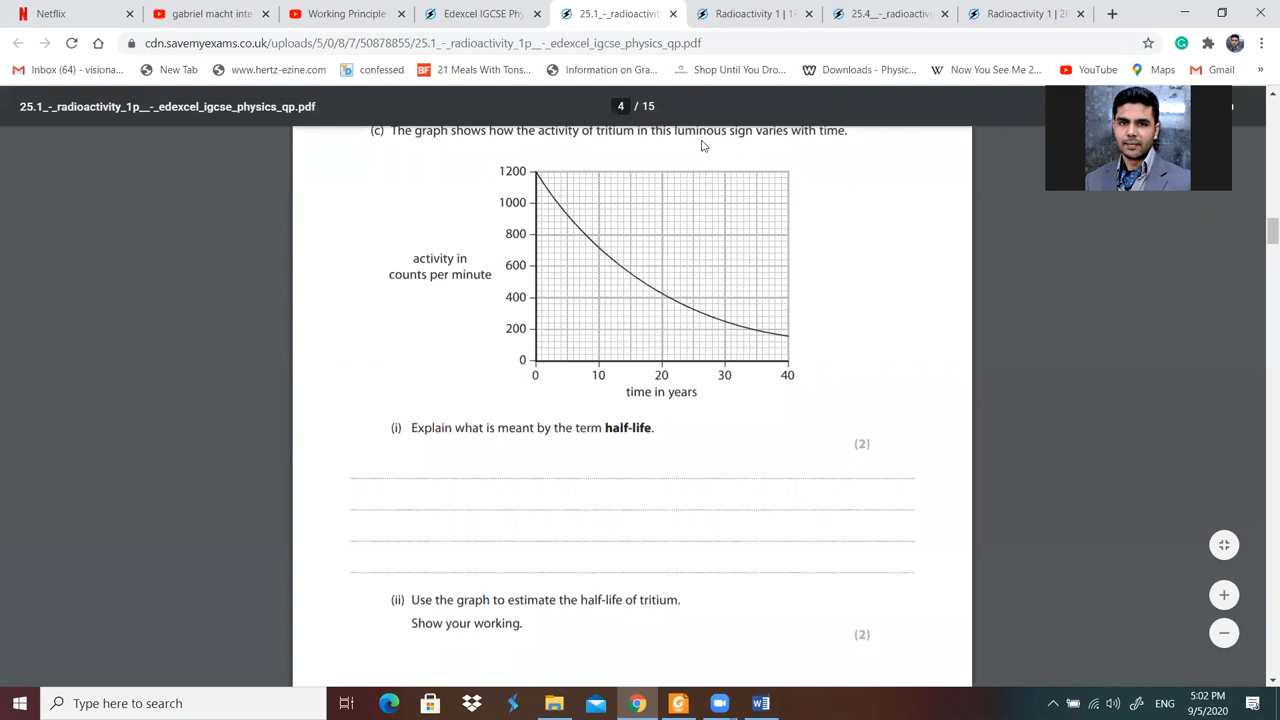 Netflix
gabriel macht inte
Working Principle
Edexcel IGCSE Phy
25.1_-_radioactivity
Radioactivity 1 | 1P
25.4__-_radioactivi
Radioactivity 1 | 2P
cdn.savemyexams.co.uk/uploads/5/0/8/7/50878855/25.1_-_radioactivity_1p__-_edexcel_igcse_physics_qp.pdf
Inbox (64) - visiona...
New Tab
www.hertz-ezine.com
confessed
BF 21 Meals With Tons...
Information on Gra...
Shop Until You Dro...
W Downloads - Physic...
W Now You See Me 2...
YouTube
Maps
Gmail
»
25.1_-_radioactivity_1p__-_edexcel_igcse_physics_qp.pdf
4 / 15
(c) The graph shows how the activity of tritium in this luminous sign varies with time.
1200
1000
800
600
400
200
0
activity in
counts per minute
0 10 20 30 40
time in years
(i) Explain what is meant by the term half-life.
(2)
(ii) Use the graph to estimate the half-life of tritium.
Show your working.
(2)
Type here to search
ENG
5:02 PM
9/5/2020